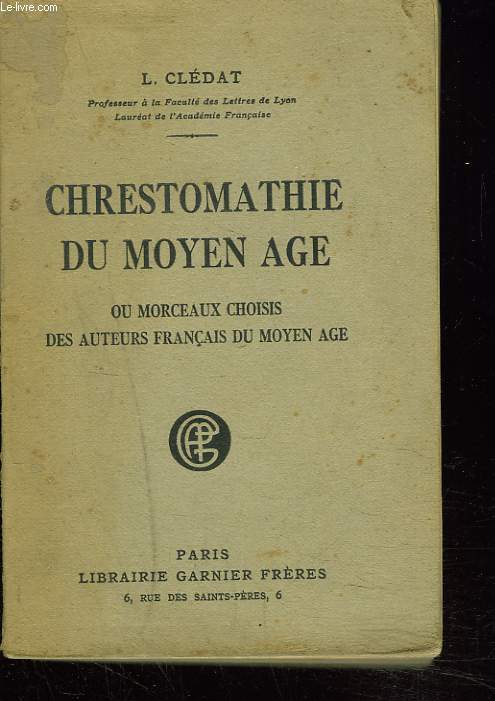 Le-livre.com
L. CLÉDAT
Professeur à la Faculté des Lettres de Lyon
Lauréat de l'Académie Française
CHRESTOMATHIE
DU MOYEN AGE
OU MORCEAUX CHOISIS
DES AUTEURS FRANÇAIS DU MOYEN AGE
PARIS
LIBRAIRIE GARNIER FRÈRES
6, RUE DES SAINTS-PÈRES, 6